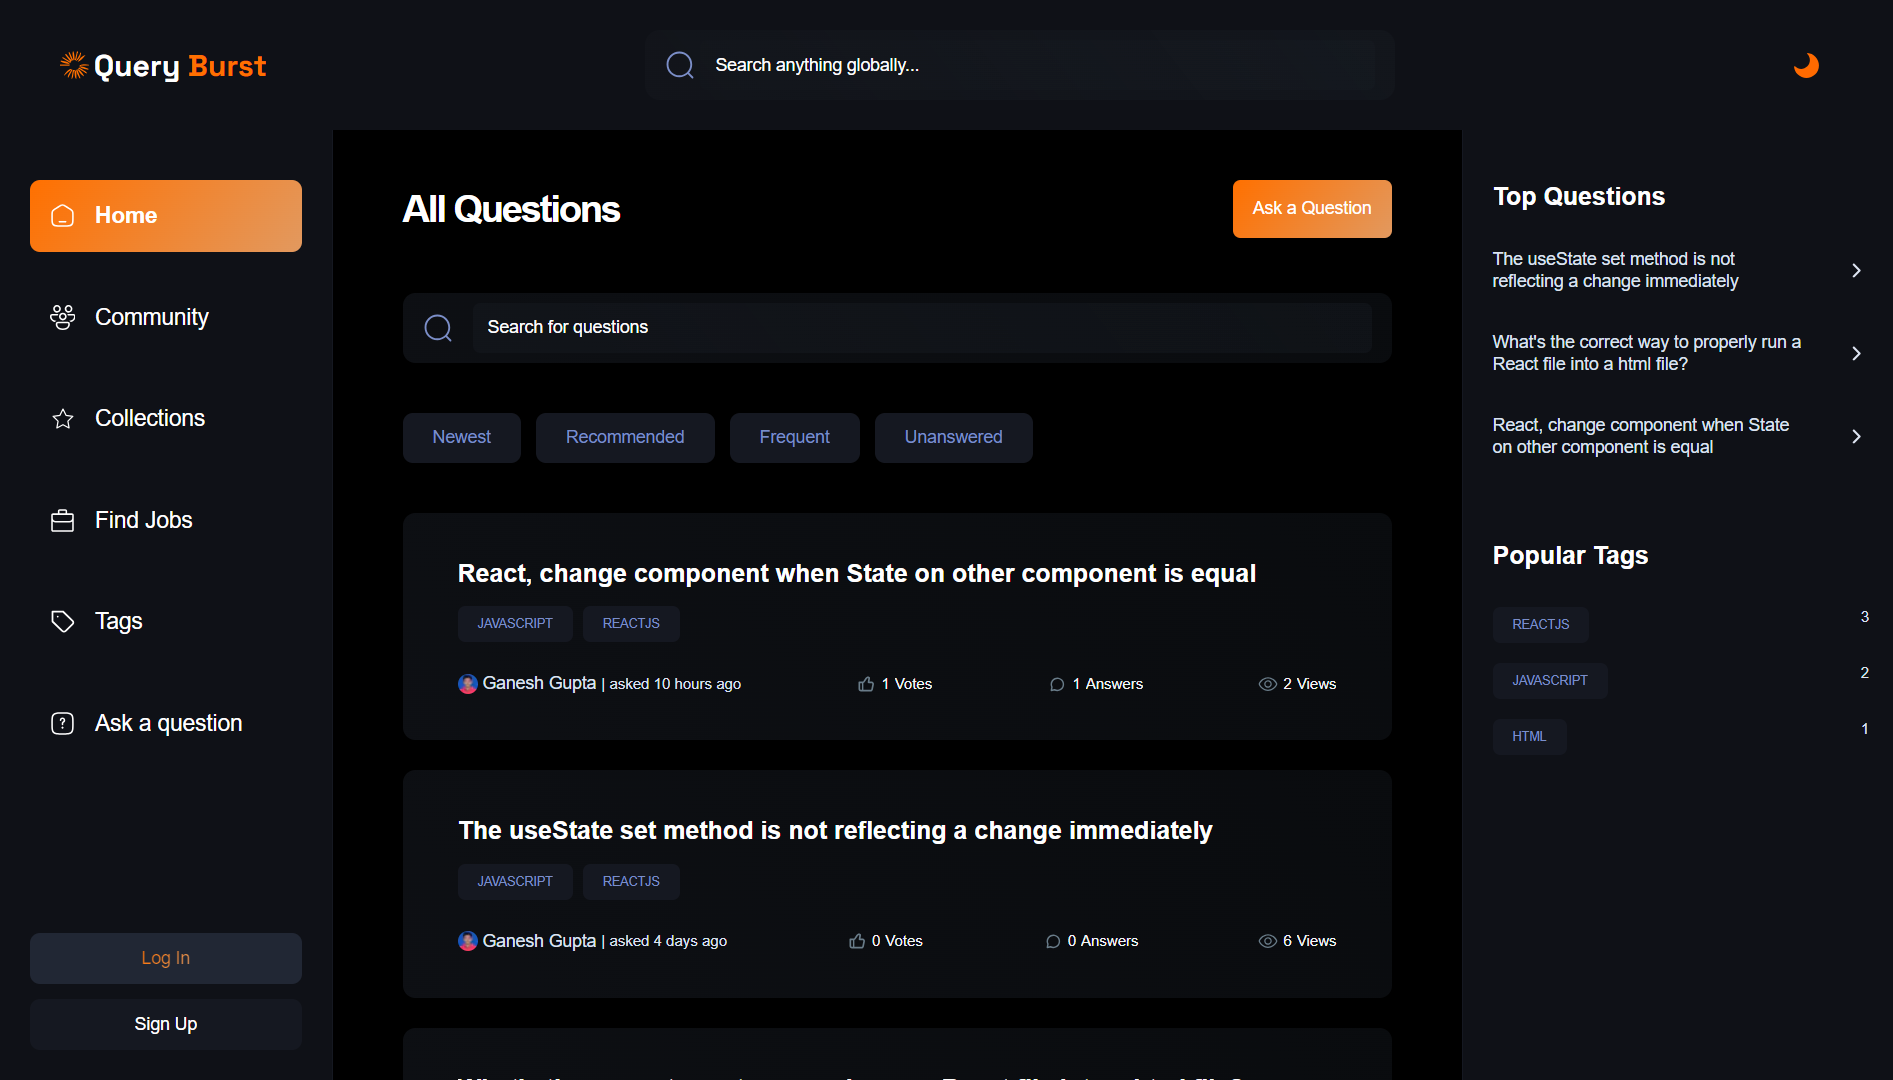 Query Burst
Search anything globally...
Home
Community
Collections
Find Jobs
Tags
Ask a question
Log In
Sign Up
All Questions
Ask a Question
Search for questions
Newest
Recommended
Frequent
Unanswered
React, change component when State on other component is equal
JAVASCRIPT
REACTJS
Ganesh Gupta | asked 10 hours ago
1 Votes
1 Answers
2 Views
The useState set method is not reflecting a change immediately
JAVASCRIPT
REACTJS
Ganesh Gupta | asked 4 days ago
0 Votes
0 Answers
6 Views
Top Questions
The useState set method is not
reflecting a change immediately
What's the correct way to properly run a
React file into a html file?
React, change component when State
on other component is equal
Popular Tags
REACTJS
3
JAVASCRIPT
2
HTML
1